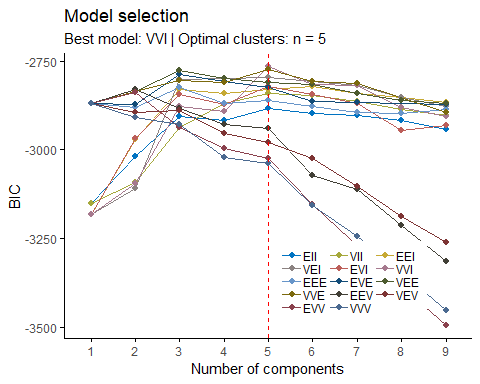 Model selection
Best model: VVI | Optimal clusters: n = 5
-2750
-3000
-3250
-3500
BIC
EII VII EEI
VEI EVI VVI
EEE EVE VEE
VVE EEV VEV
EVV VVV
1 2 3 4 5 6 7 8 9
Number of components